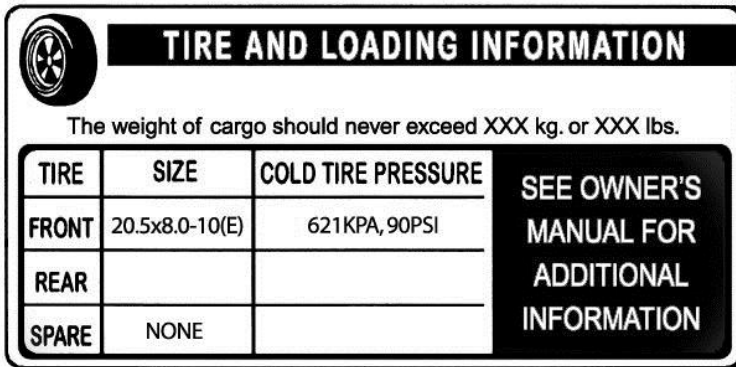 TIRE AND LOADING INFORMATION
The weight of cargo should never exceed XXX kg. or XXX lbs.
TIRE SIZE COLD TIRE PRESSURE
FRONT 20.5x8.0-10(E) 621KPA, 90PSI
REAR
SPARE NONE
SEE OWNER'S
MANUAL FOR
ADDITIONAL
INFORMATION